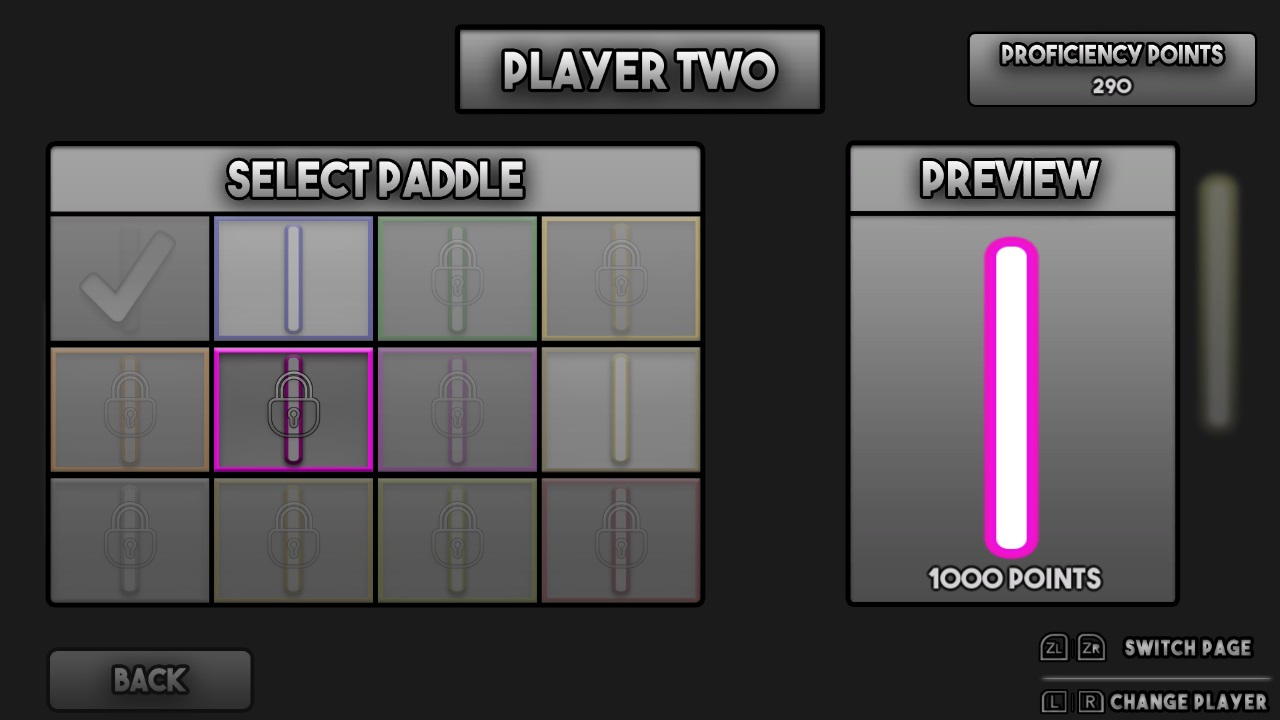 PLAYER TWO
PROFICIENCY POINTS
290
SELECT PADDLE
PREVIEW
1000 POINTS
BACK
ZL ZR SWITCH PAGE
L R CHANGE PLAYER